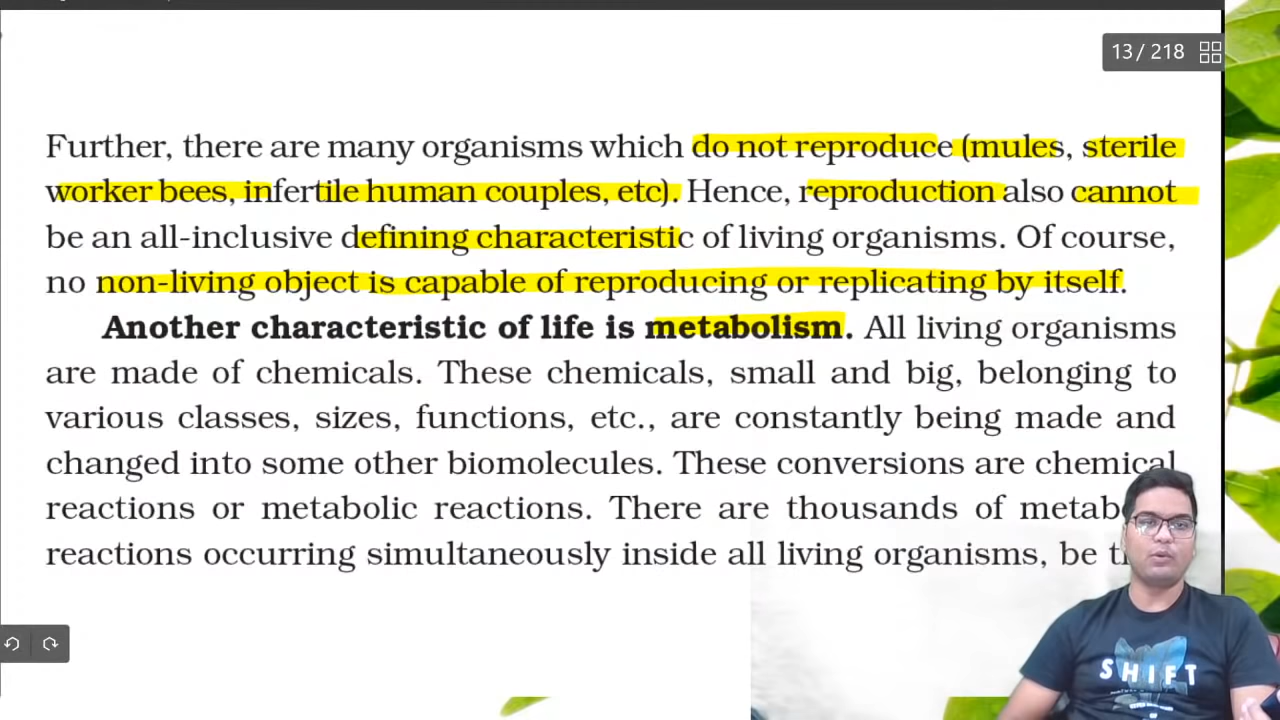 13 / 218
Further, there are many organisms which do not reproduce (mules, sterile
worker bees, infertile human couples, etc). Hence, reproduction also cannot
be an all-inclusive defining characteristic of living organisms. Of course,
no non-living object is capable of reproducing or replicating by itself.
Another characteristic of life is metabolism. All living organisms
are made of chemicals. These chemicals, small and big, belonging to
various classes, sizes, functions, etc., are constantly being made and
changed into some other biomolecules. These conversions are chemical
reactions or metabolic reactions. There are thousands of
reactions occurring simultaneously inside all living organisms, be
SHIFT